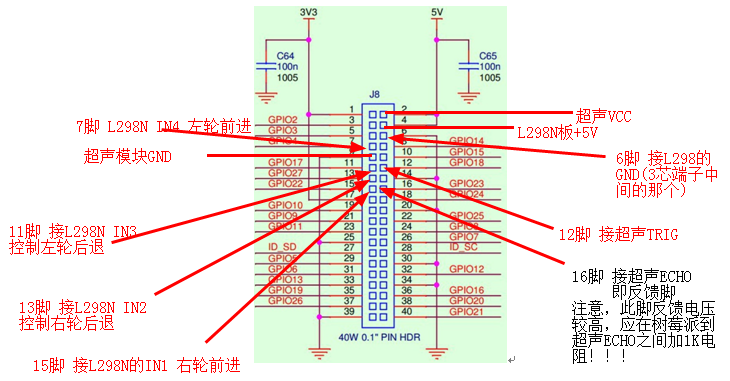 3V3
5V
C64
100n
1005
C65
100n
1005
J8
1
2
超声VCC
GPIO2
3
4
GPIO3
5
6
L298N板+5V
7脚 L298N IN4 左轮前进
7
GPIO14
超声模块GND
10
GPIO15
6脚 接L298的
GND(3芯端子中
间的那个)
GPIO17
11
12
GPIO18
GPIO27
13
14
GPIO22
15
16
GPIO23
17
18
GPIO24
GPIO10
19
20
GPIO9
21
22
GPIO25
GPIO11
23
24
25
26
GPIO7
ID_SD
27
28
ID_SC
29
30
GPIO6
31
32
GPIO12
GPIO13
33
34
GPIO19
35
36
GPIO16
GPIO26
37
38
GPIO20
39
40
GPIO21
40W 0.1" PIN HDR
11脚 接L298N IN3
控制左轮后退
12脚 接超声TRIG
13脚 接L298N IN2
控制右轮后退
16脚 接超声ECHO
即反馈脚
注意，此脚反馈电压
较高，应在树莓派到
超声ECHO之间加1K电
阻！！！
15脚 接L298N的IN1 右轮前进